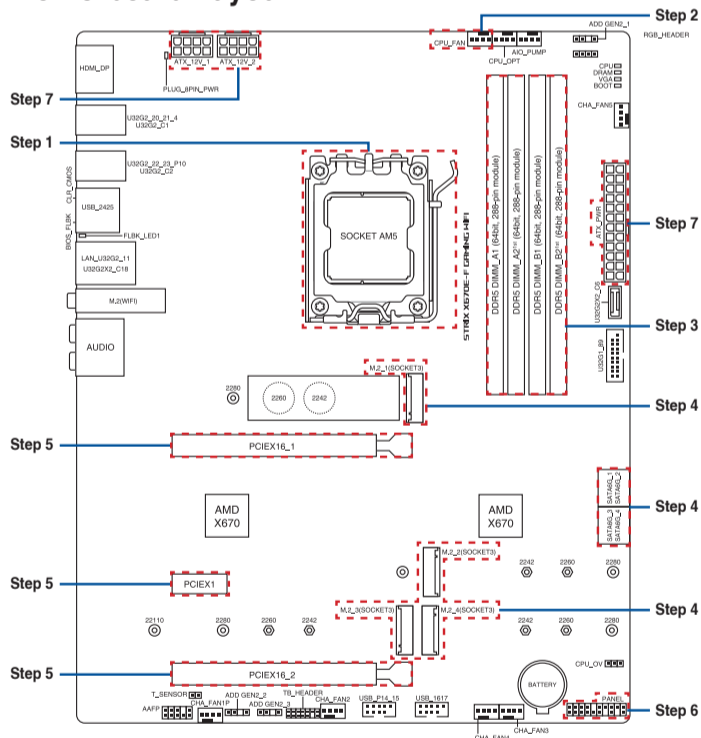 Step 2
ADD GEN2_1
CPU_FAN
RGB_HEADER
AIO_PUMP
CPU_OPT
ATX_12V_1
ATX_12V_2
HDMI_DP
PLUG_8PIN_PWR
CPU
DRAM
VGA
BOOT
Step 7
CHA_FAN5
U32G2_20_21_4
U32G2_C1
Step 1
U32G2_22_23_P10
U32G2_C2
CLR_CMOS
USB_2425
BIOS_FLBK
FLBK_LED1
SOCKET AM5
STRIX X670E-F GAMING WIFI
DDR5 DIMM_A1 (64bit, 288-pin module)
DDR5 DIMM_A2 (64bit, 288-pin module)
DDR5 DIMM_B1 (64bit, 288-pin module)
DDR5 DIMM_B2 (64bit, 288-pin module)
ATX_PWR
Step 7
LAN_U32G2_11
U32G2X2_C18
M.2(WIFI)
U32G2X2_C6
Step 3
AUDIO
U32G1_89
M.2_1(SOCKET3)
2280
2260
2242
Step 4
Step 5
PCIEX16_1
AMD
X670
AMD
X670
SATA6G_1
SATA6G_2
SATA6G_3
SATA6G_4
Step 4
M.2_2(SOCKET3)
2242
2260
2280
Step 5
PCIEX1
M.2_3(SOCKET3)
M.2_4(SOCKET3)
Step 4
22110
2280
2260
2242
2242
2260
2280
Step 5
PCIEX16_2
CPU_OV
BATTERY
T_SENSOR
ADD GEN2_2
TB_HEADER
AAFP
CHA_FAN1P
ADD GEN2_3
CHA_FAN2
USB_P14_15
USB_1617
PANEL
Step 6
CHA_FAN3
CHA_FAN4